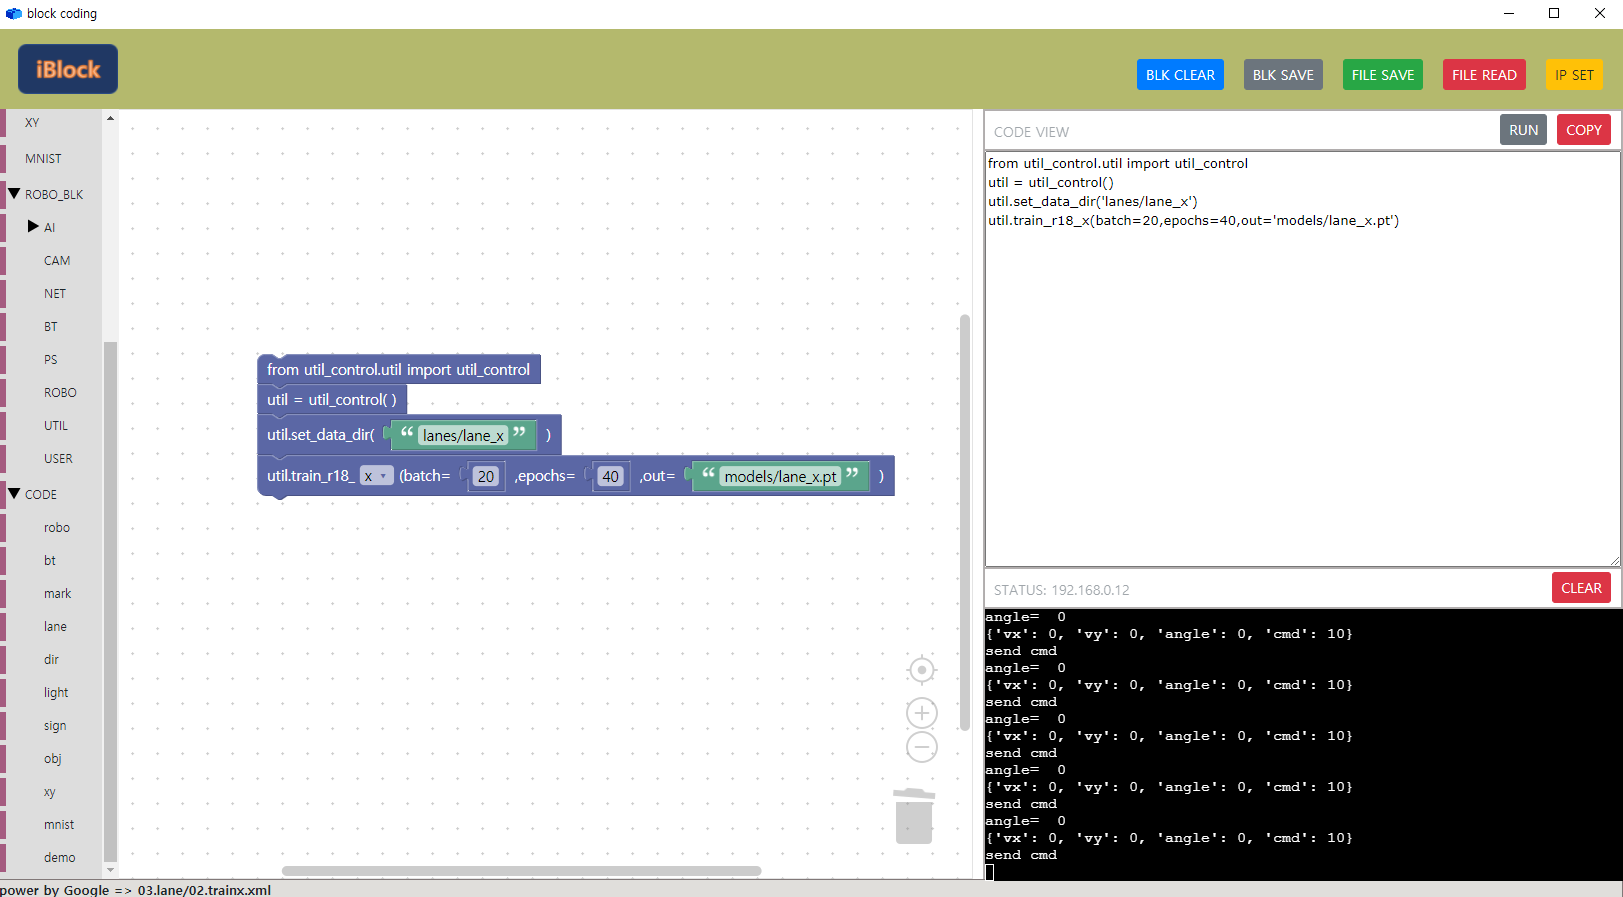 block coding
iBlock
BLK CLEAR
BLK SAVE
FILE SAVE
FILE READ
IP SET
XY
MNIST
ROBO_BLK
AI
CAM
NET
BT
PS
ROBO
UTIL
USER
CODE
robo
bt
mark
lane
dir
light
sign
obj
xy
mnist
demo
from util_control.util import util_control
util = util_control( )
util.set_data_dir( “ lanes/lane_x ” )
util.train_r18_ x (batch= 20 ,epochs= 40 ,out= “ models/lane_x.pt ” )
CODE VIEW
RUN
COPY
from util_control.util import util_control
util = util_control()
util.set_data_dir('lanes/lane_x')
util.train_r18_x(batch=20,epochs=40,out='models/lane_x.pt')
STATUS: 192.168.0.12
CLEAR
angle=  0
{'vx': 0, 'vy': 0, 'angle': 0, 'cmd': 10}
send cmd
angle=  0
{'vx': 0, 'vy': 0, 'angle': 0, 'cmd': 10}
send cmd
angle=  0
{'vx': 0, 'vy': 0, 'angle': 0, 'cmd': 10}
send cmd
angle=  0
{'vx': 0, 'vy': 0, 'angle': 0, 'cmd': 10}
send cmd
angle=  0
{'vx': 0, 'vy': 0, 'angle': 0, 'cmd': 10}
send cmd
power by Google => 03.lane/02.trainx.xml